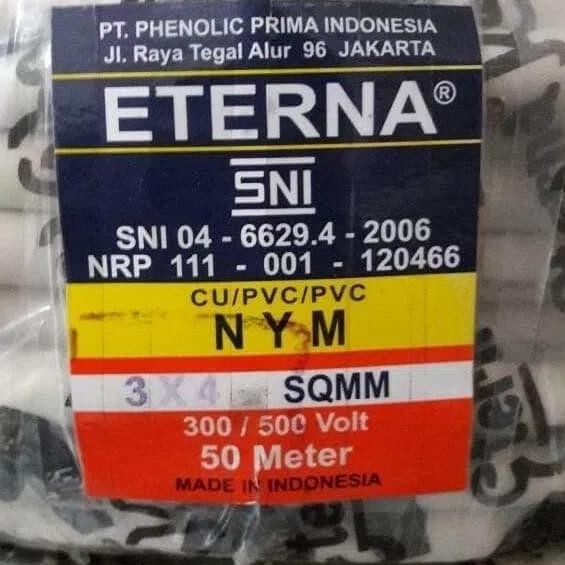 PT. PHENOLIC PRIMA INDONESIA
Jl. Raya Tegal Alur 96 JAKARTA
ETERNA®
SNI
SNI 04 - 6629.4 - 2006
NRP 111 - 001 - 120466
CU/PVC/PVC
N Y M
3 X 4 SQMM
300 / 500 Volt
50 Meter
MADE IN INDONESIA